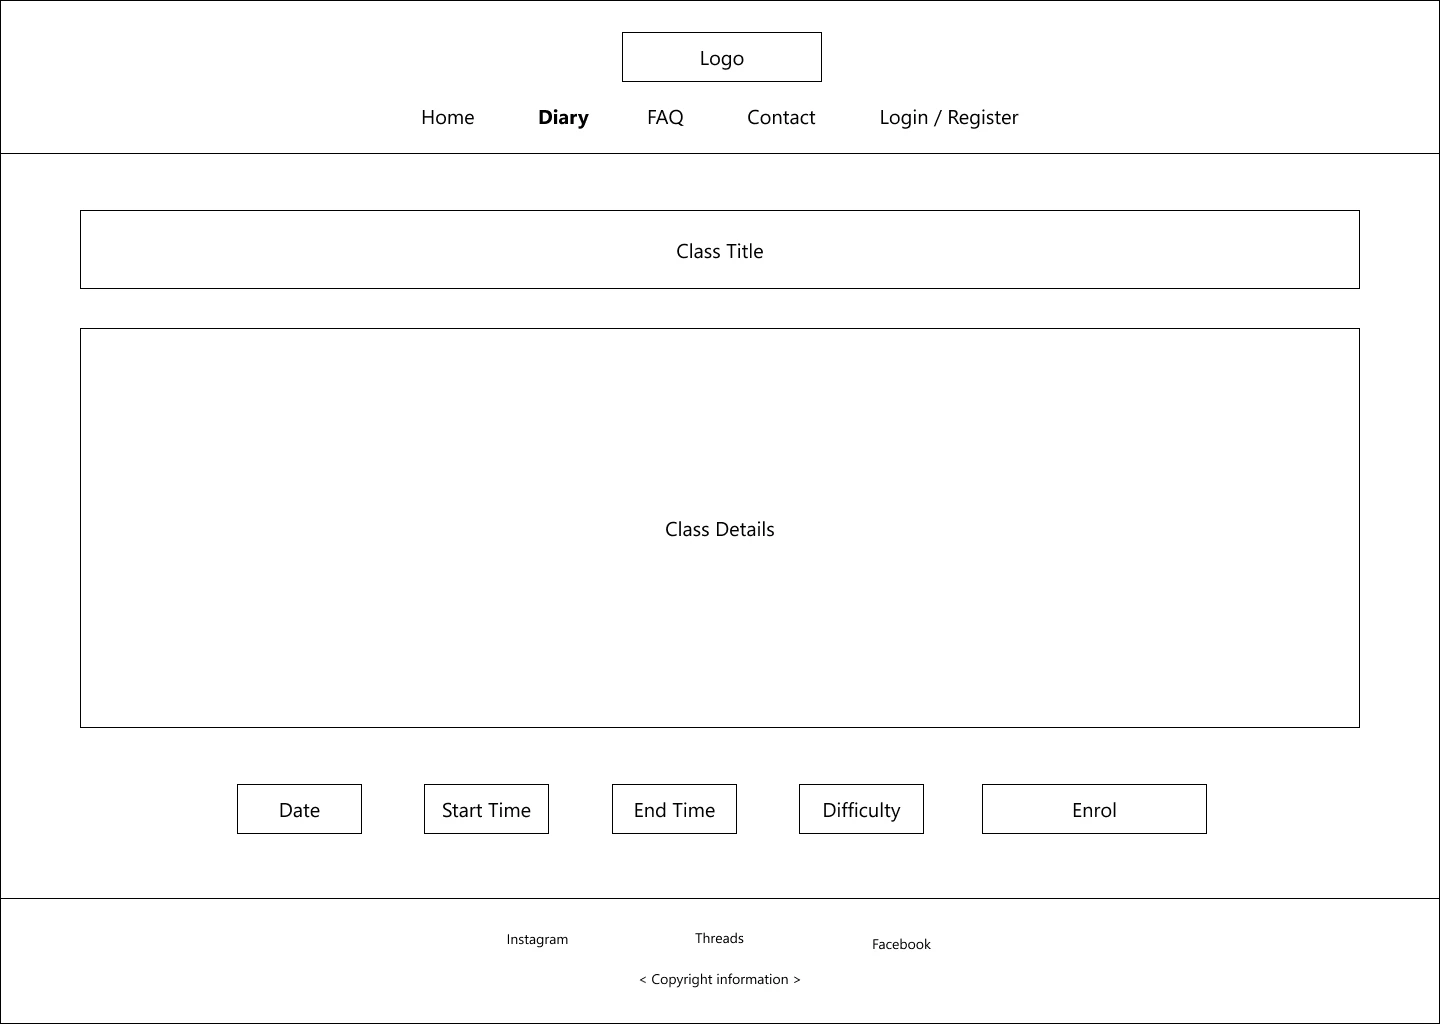 Logo
Home Diary FAQ Contact Login / Register
Class Title
Class Details
Date Start Time End Time Difficulty Enrol
Instagram Threads Facebook
< Copyright information >